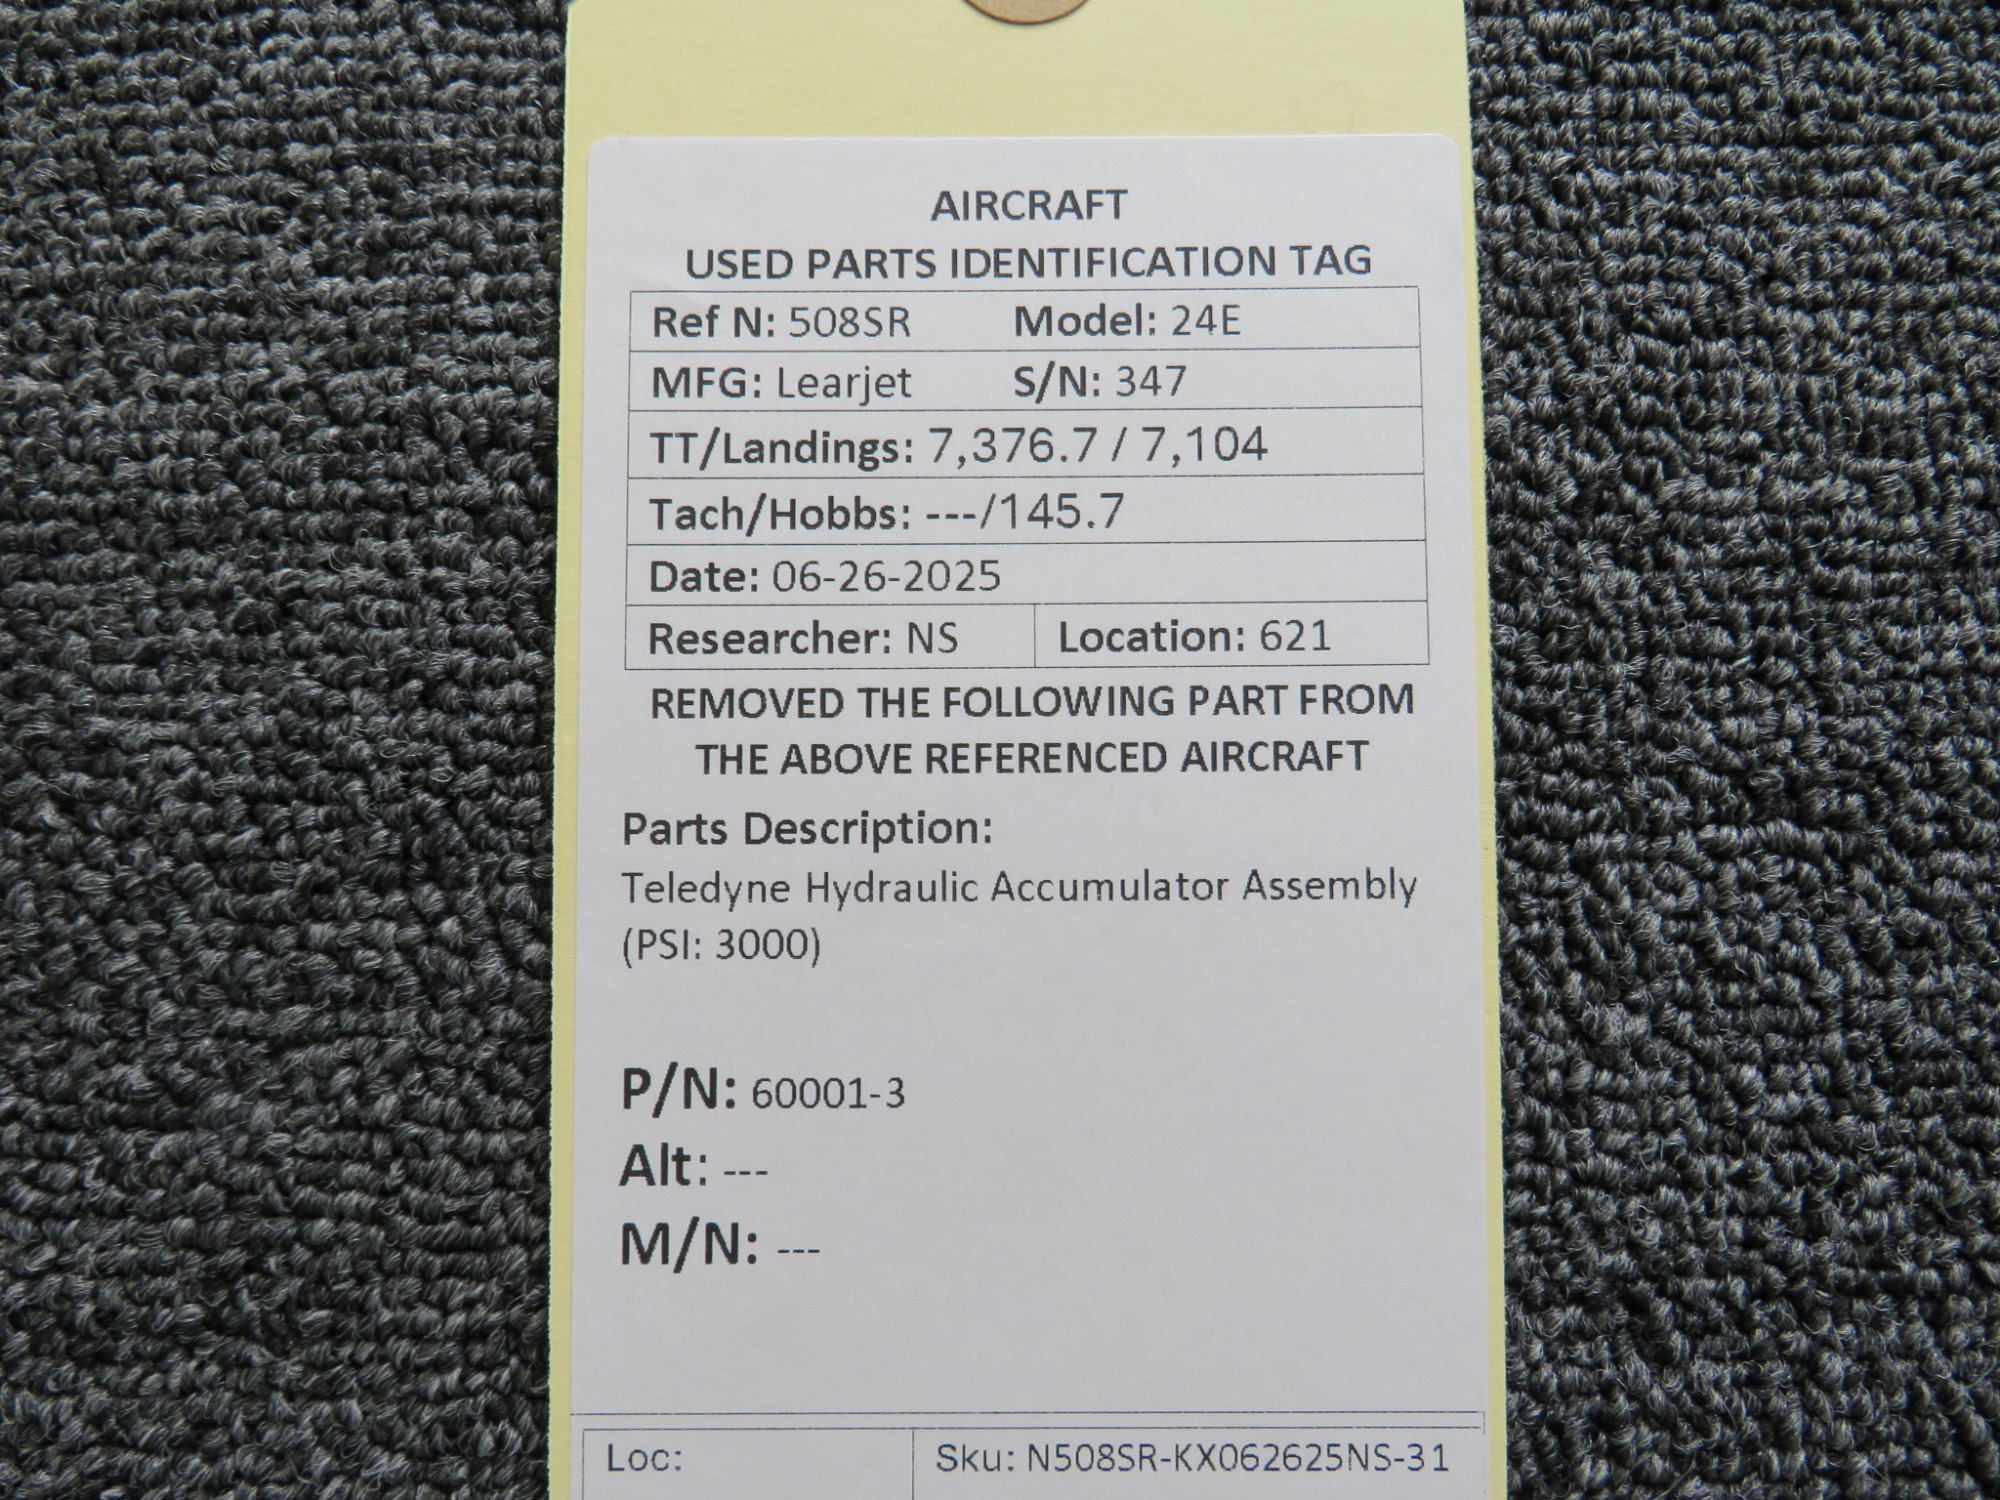 AIRCRAFT
USED PARTS IDENTIFICATION TAG
Ref N: 508SR Model: 24E
MFG: Learjet S/N: 347
TT/Landings: 7,376.7 / 7,104
Tach/Hobbs: ---/145.7
Date: 06-26-2025
Researcher: NS Location: 621
REMOVED THE FOLLOWING PART FROM
THE ABOVE REFERENCED AIRCRAFT
Parts Description:
Teledyne Hydraulic Accumulator Assembly
(PSI: 3000)
P/N: 60001-3
Alt: ---
M/N: ---
Loc: Sku: N508SR-KX062625NS-31